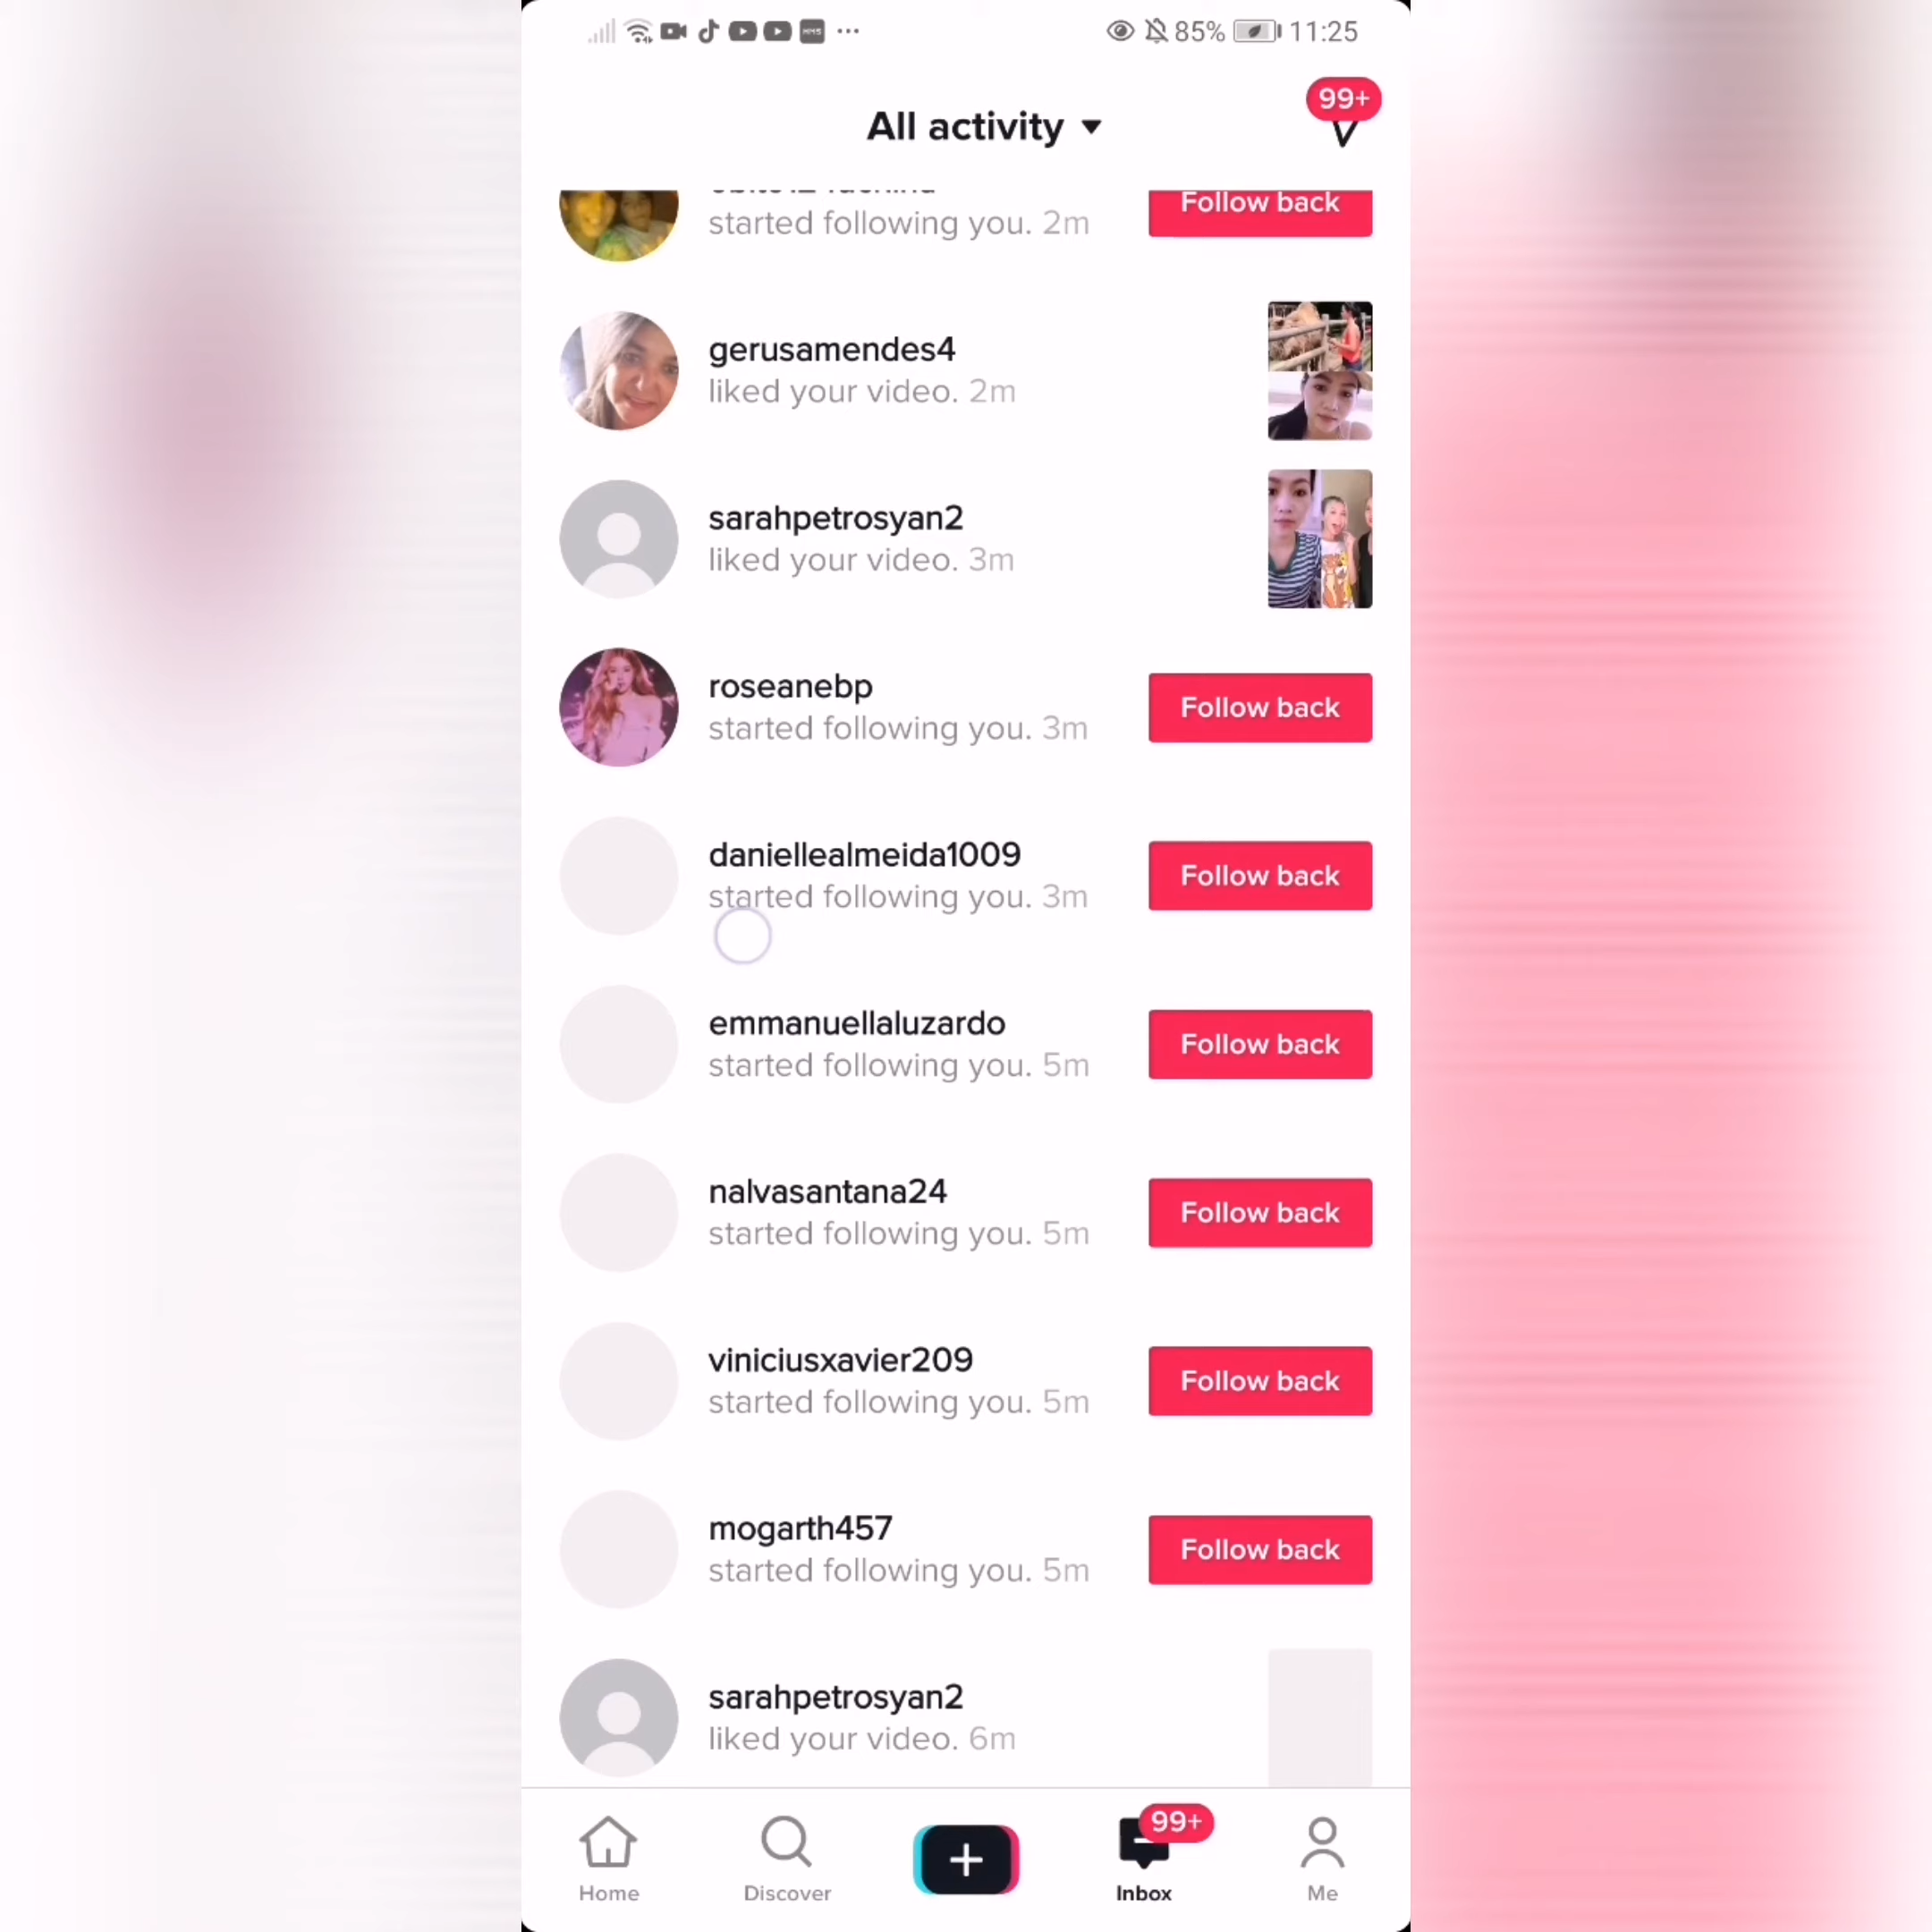 85% 11:25
99+
All activity
started following you. 2m
Follow back
gerusamendes4
liked your video. 2m
sarahpetrosyan2
liked your video. 3m
roseanebp
started following you. 3m
Follow back
daniellealmeida1009
started following you. 3m
Follow back
emmanuellaluzardo
started following you. 5m
Follow back
nalvasantana24
started following you. 5m
Follow back
viniciusxavier209
started following you. 5m
Follow back
mogarth457
started following you. 5m
Follow back
sarahpetrosyan2
liked your video. 6m
99+
Home
Discover
Inbox
Me